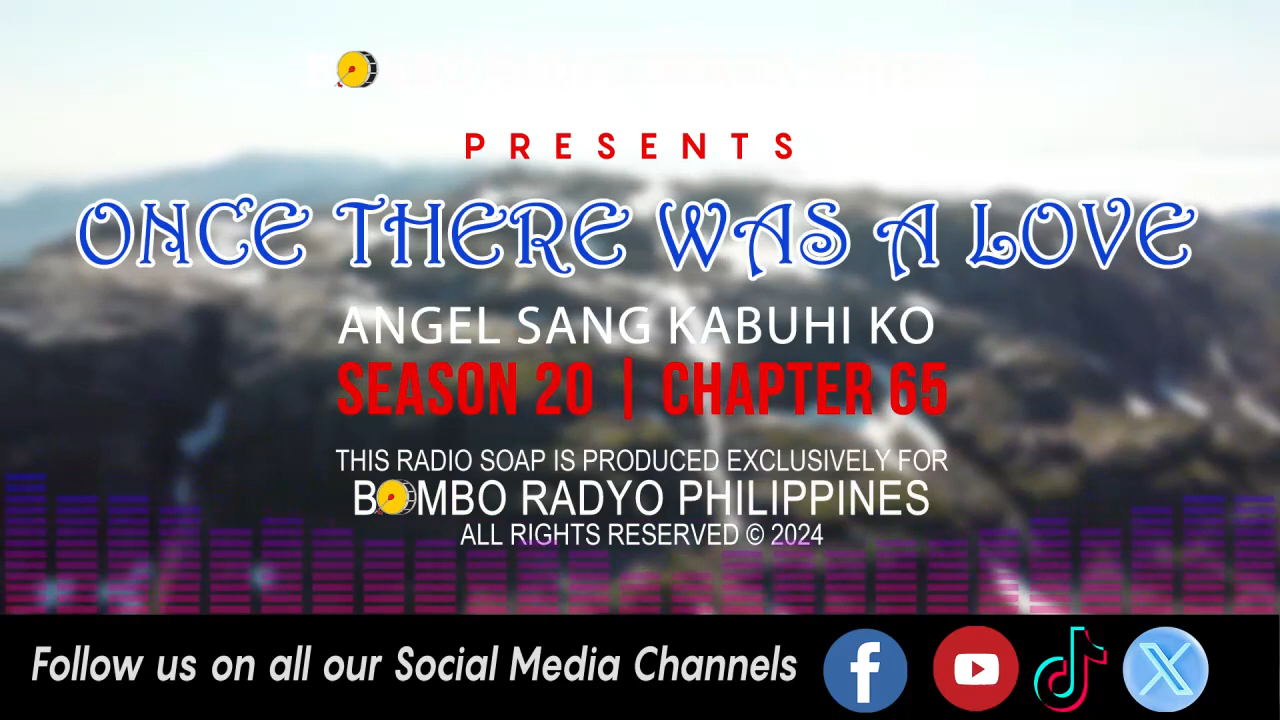 PRESENTS
ONCE THERE WAS A LOVE
ANGEL SANG KABUHI KO
SEASON 20 | CHAPTER 65
THIS RADIO SOAP IS PRODUCED EXCLUSIVELY FOR
BOMBO RADYO PHILIPPINES
ALL RIGHTS RESERVED © 2024
Follow us on all our Social Media Channels